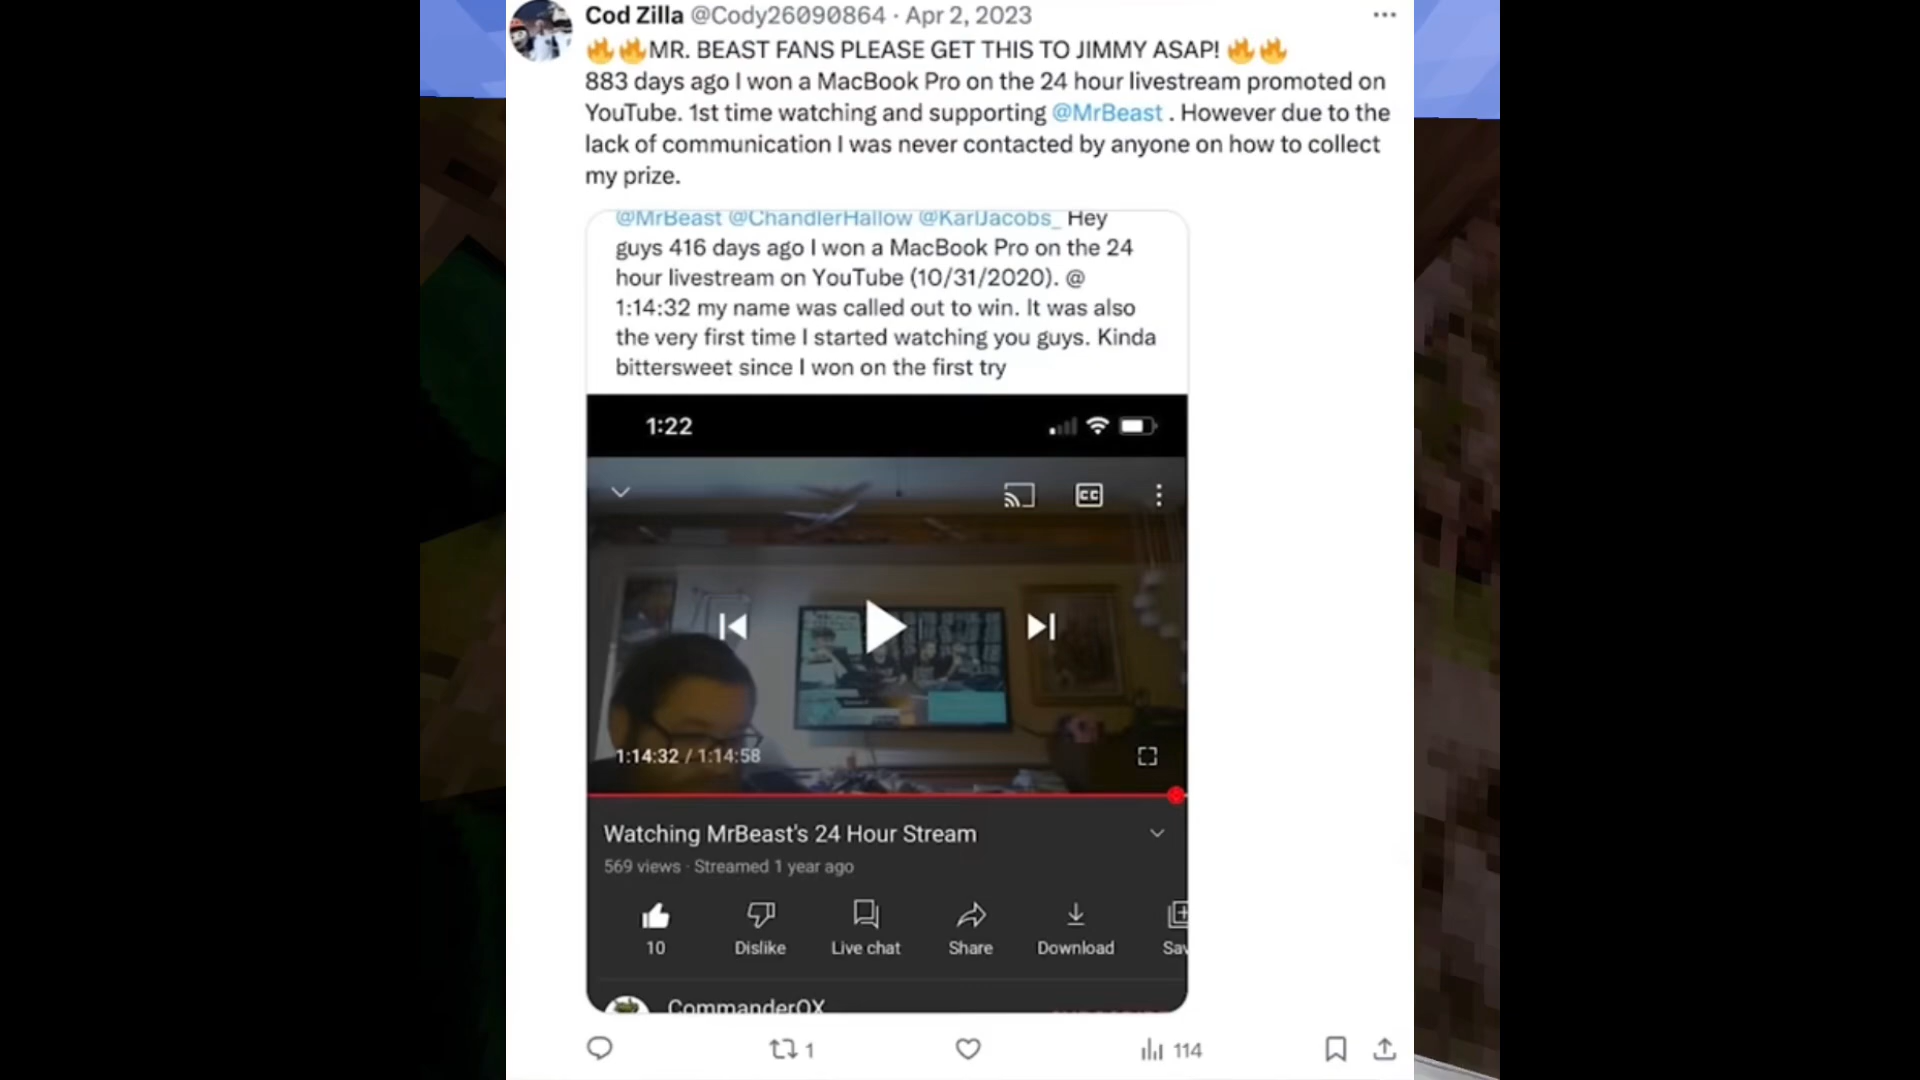 Cod Zilla @Cody26090864 · Apr 2, 2023
🔥🔥MR. BEAST FANS PLEASE GET THIS TO JIMMY ASAP! 🔥🔥
883 days ago I won a MacBook Pro on the 24 hour livestream promoted on
YouTube. 1st time watching and supporting @MrBeast . However due to the
lack of communication I was never contacted by anyone on how to collect
my prize.
@MrBeast @ChandlerHallow @KarlJacobs_ Hey
guys 416 days ago I won a MacBook Pro on the 24
hour livestream on YouTube (10/31/2020). @
1:14:32 my name was called out to win. It was also
the very first time I started watching you guys. Kinda
bittersweet since I won on the first try
1:22
CC
1:14:32 / 1:14:58
Watching MrBeast's 24 Hour Stream
569 views · Streamed 1 year ago
10 Dislike Live chat Share Download Sav
CommanderOX
1 114